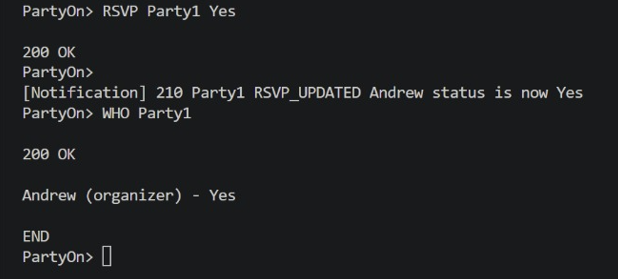 PartyOn> RSVP Party1 Yes
200 OK
PartyOn>
[Notification] 210 Party1 RSVP_UPDATED Andrew status is now Yes
PartyOn> WHO Party1
200 OK
Andrew (organizer) - Yes
END
PartyOn>